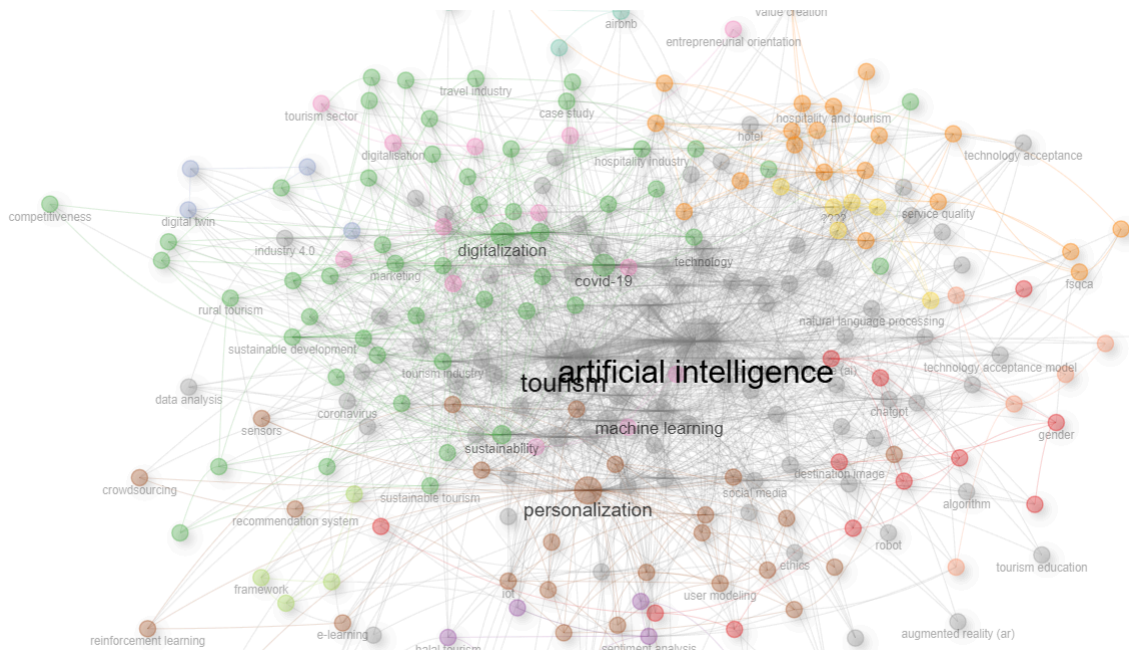 value creation
airbnb
entrepreneurial orientation
travel industry
case study
tourism sector
hospitality and tourism
hotel
digitalisation
hospitality industry
technology acceptance
competitiveness
digital twin
????
service quality
industry 4.0
digitalization
technology
marketing
covid-19
fsqca
rural tourism
natural language processing
sustainable development
tourism industry
artificial intelligence
technology acceptance model
tourism
data analysis
coronavirus
chatgpt
sensors
machine learning
gender
sustainability
destination image
crowdsourcing
sustainable tourism
social media
algorithm
personalization
recommendation system
robot
ethics
tourism education
framework
iot
user modeling
reinforcement learning
e-learning
augmented reality (ar)
halal tourism
sentiment analysis